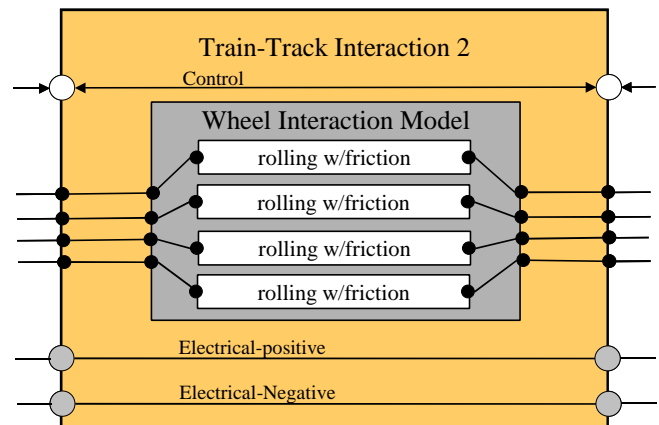 Train-Track Interaction 2
Control
Wheel Interaction Model
rolling w/friction
rolling w/friction
rolling w/friction
rolling w/friction
Electrical-positive
Electrical-Negative